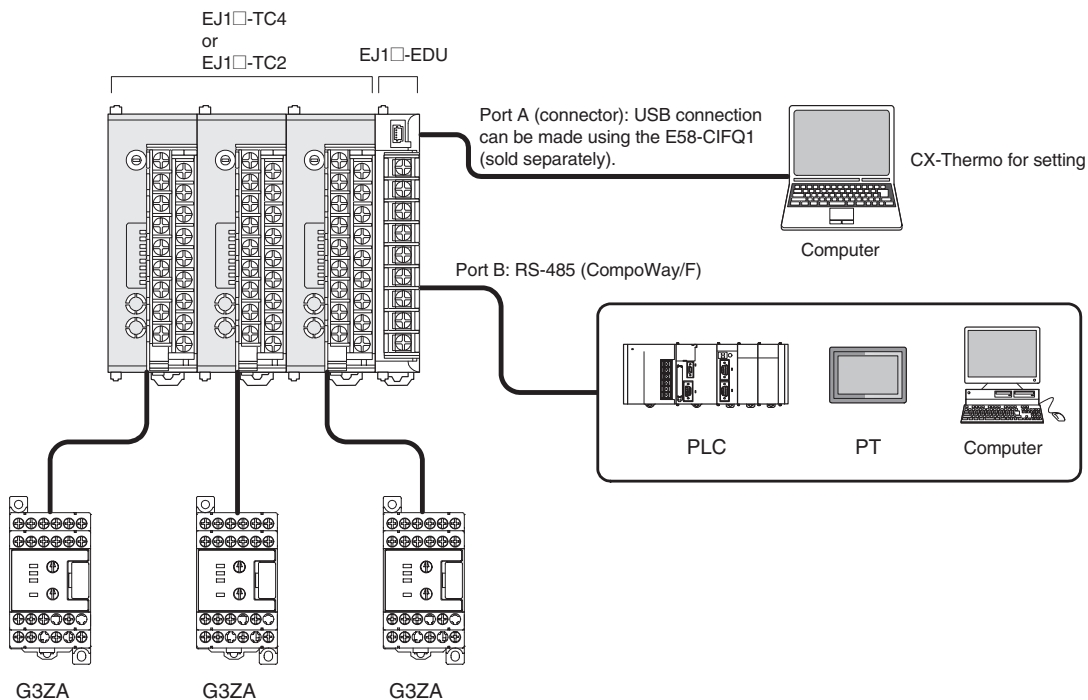 EJ1□-TC4
or
EJ1□-TC2
EJ1□-EDU
Port A (connector): USB connection
can be made using the E58-CIFQ1
(sold separately).
CX-Thermo for setting
Computer
Port B: RS-485 (CompoWay/F)
PLC
PT
Computer
G3ZA
G3ZA
G3ZA